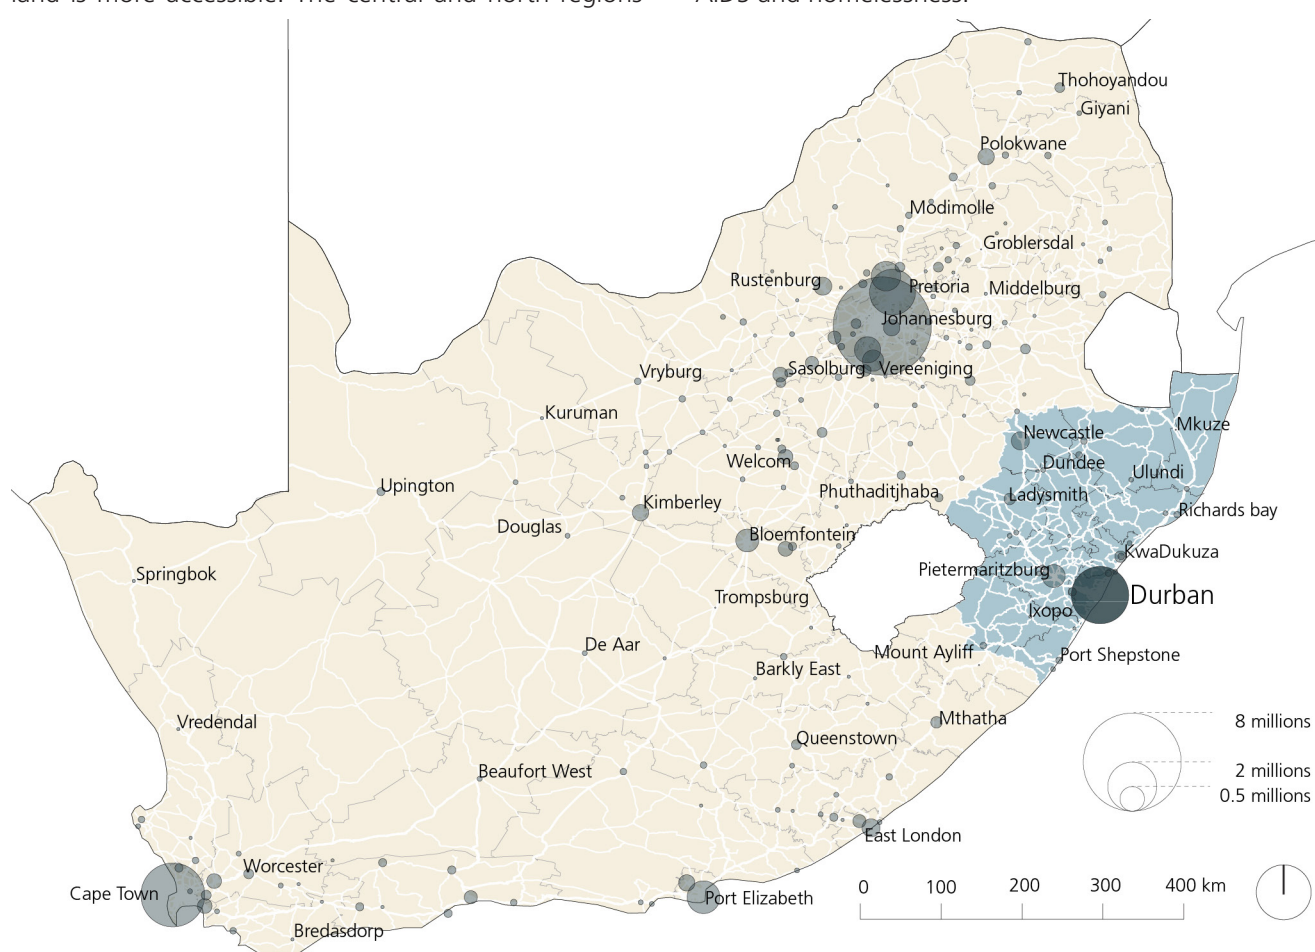 land is more accessible. The central and north regions
AIDS and homelessness.
Thohoyandou
Giyani
Polokwane
Modimolle
Groblersdal
Rustenburg
Pretoria
Middelburg
Johannesburg
Vryburg
Sasolburg
Vereeniging
Kuruman
Mkuze
Newcastle
Welcom
Dundee
Ulundi
Upington
Phuthaditjhaba
Ladysmith
Kimberley
Richards bay
Douglas
Bloemfontein
KwaDukuza
Springbok
Pietermaritzburg
Trompsburg
Durban
Ixopo
De Aar
Mount Ayliff
Port Shepstone
Barkly East
Vredendal
Mthatha
8 millions
Queenstown
Beaufort West
2 millions
0.5 millions
East London
Worcester
Cape Town
Port Elizabeth
0 100 200 300 400 km
Bredasdorp